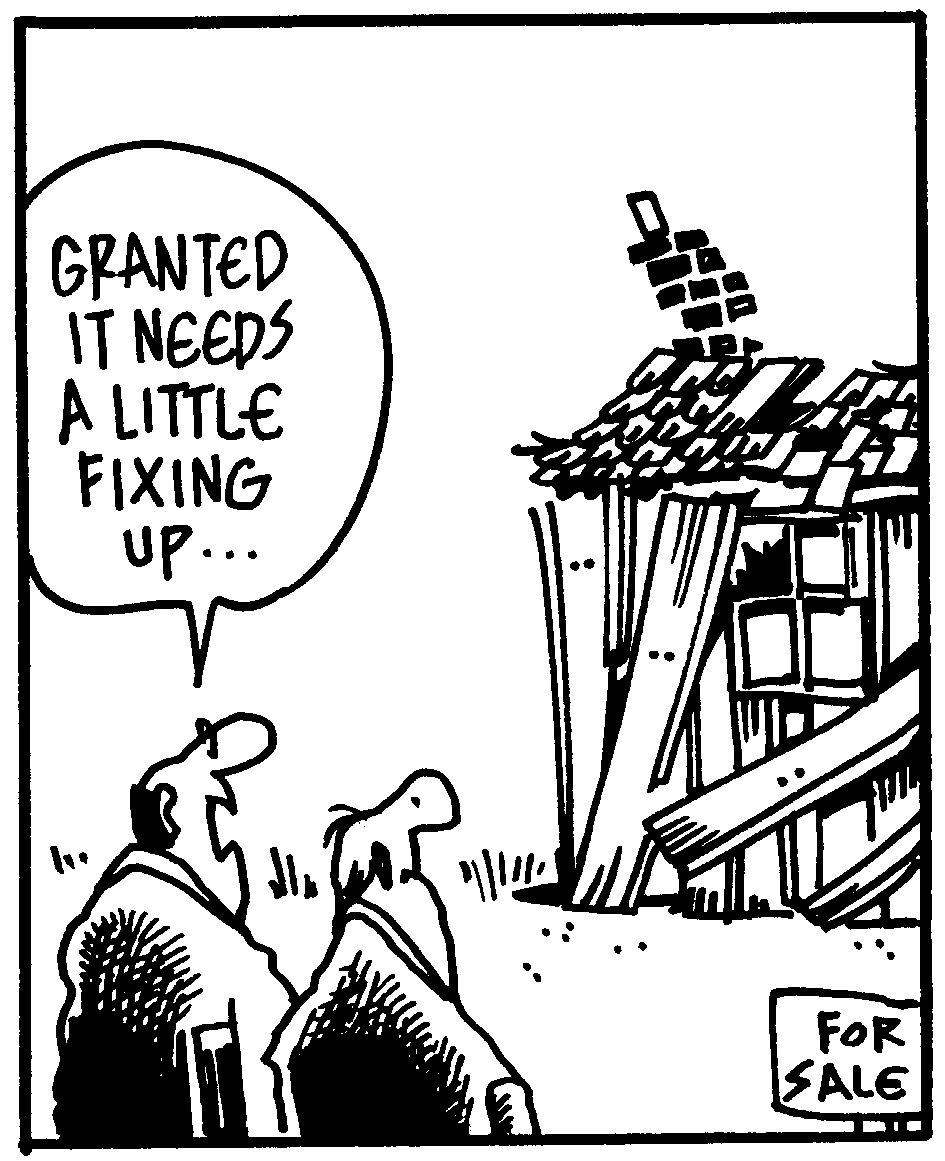 GRANTED
IT NEEDS
A LITTLE
FIXING
UP...
FOR
SALE